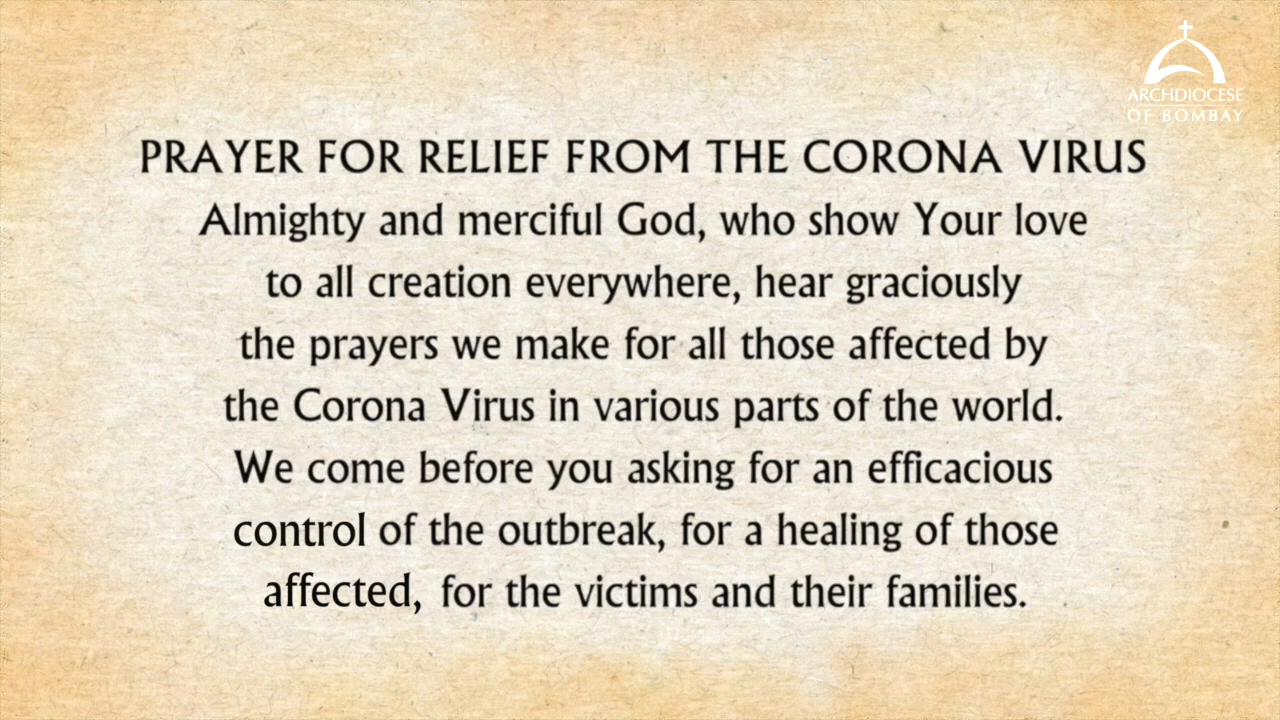 ARCHDIOCESE
OF BOMBAY
PRAYER FOR RELIEF FROM THE CORONA VIRUS
Almighty and merciful God, who show Your love
to all creation everywhere, hear graciously
the prayers we make for all those affected by
the Corona Virus in various parts of the world.
We come before you asking for an efficacious
control of the outbreak, for a healing of those
affected, for the victims and their families.